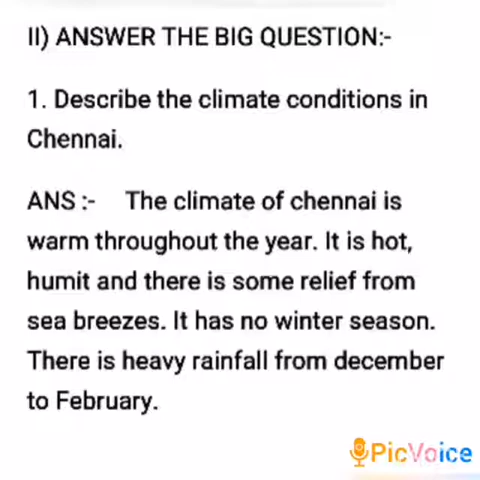 II) ANSWER THE BIG QUESTION:-
1. Describe the climate conditions in
Chennai.
ANS :- The climate of chennai is
warm throughout the year. It is hot,
humit and there is some relief from
sea breezes. It has no winter season.
There is heavy rainfall from december
to February.
PicVoice